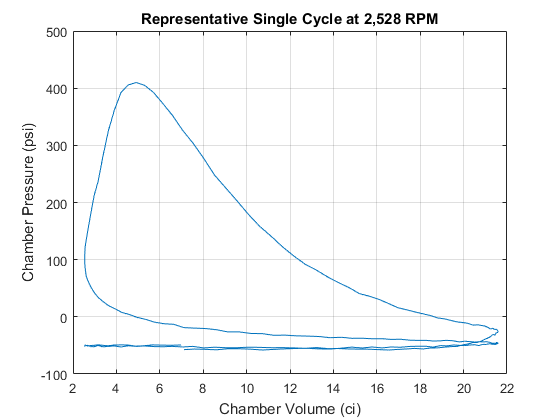 Representative Single Cycle at 2,528 RPM
500
400
300
200
100
0
-100
Chamber Pressure (psi)
2 4 6 8 10 12 14 16 18 20 22
Chamber Volume (ci)